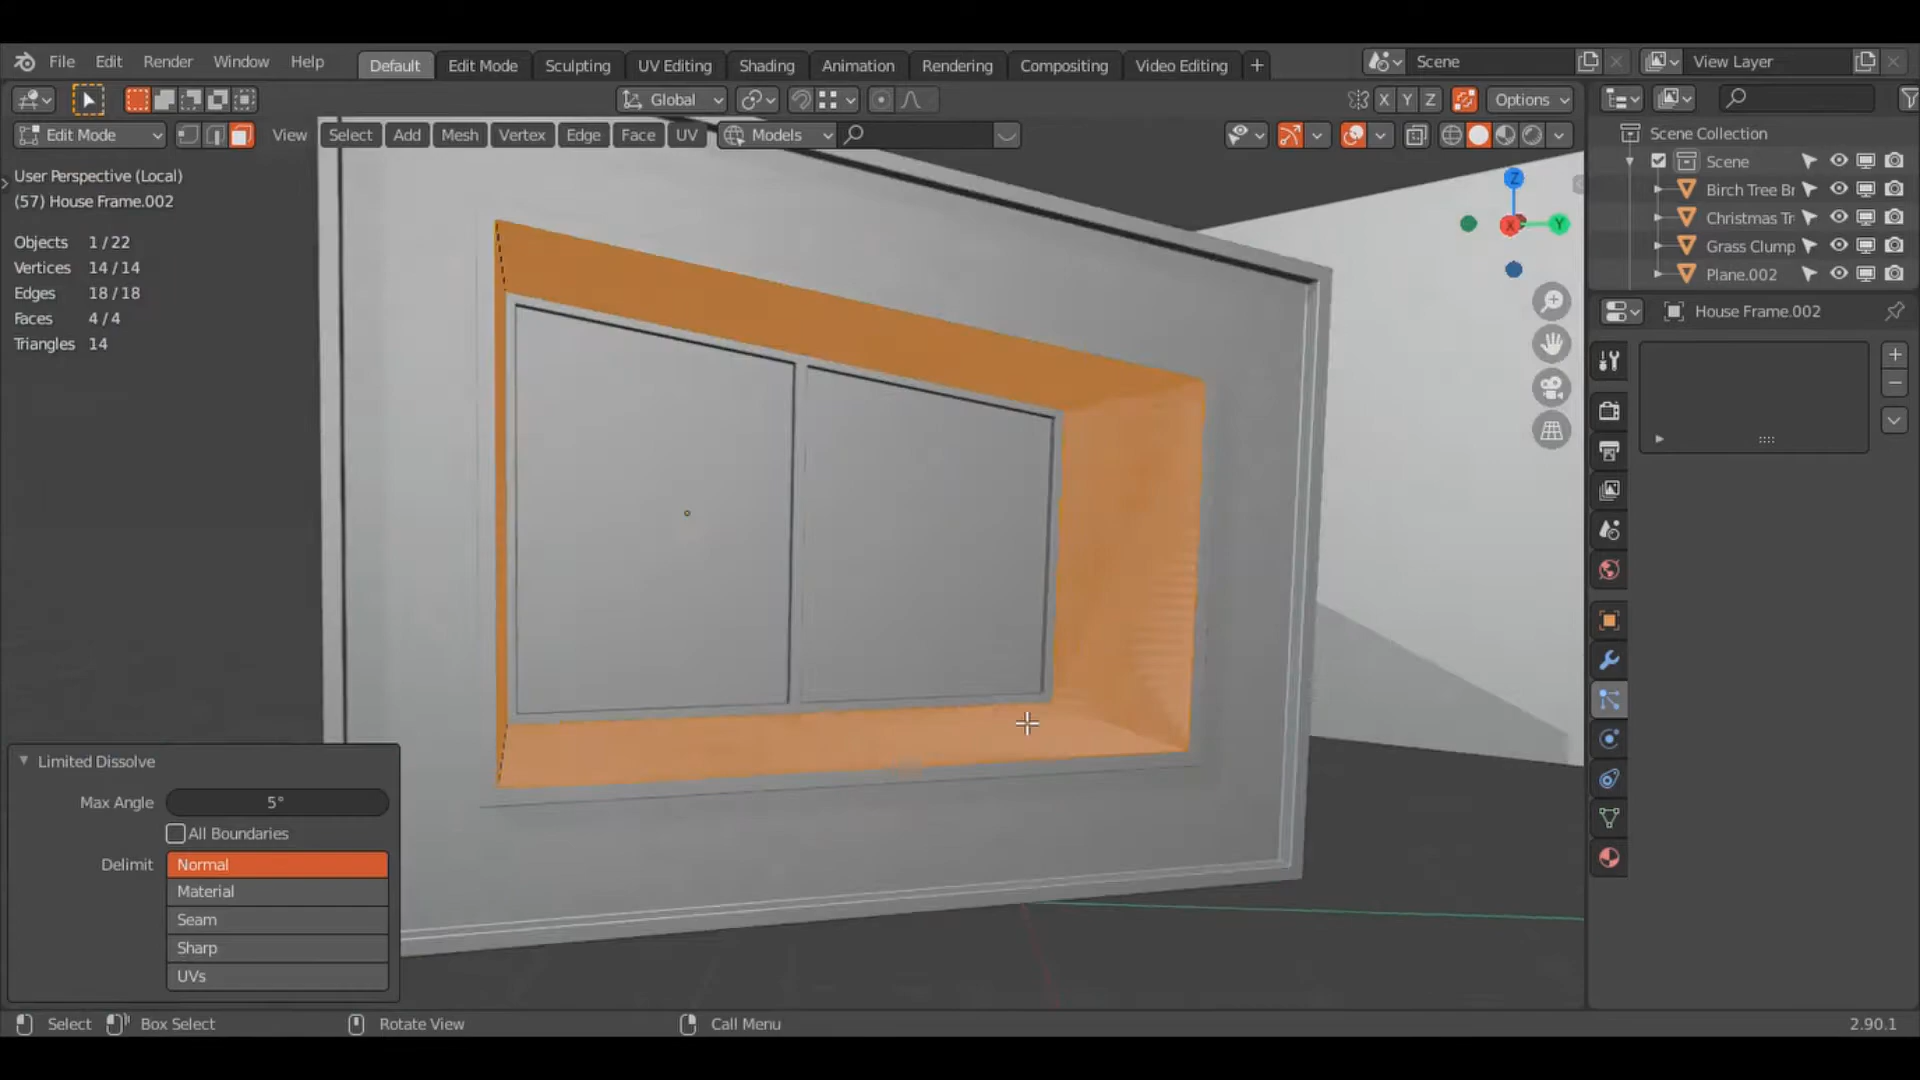 File Edit Render Window Help Default Edit Mode Sculpting UV Editing Shading Animation Rendering Compositing Video Editing + Scene View Layer
Global X Y Z Options
Edit Mode View Select Add Mesh Vertex Edge Face UV Models
Scene Collection
Scene
Birch Tree Br
Christmas Tr
Grass Clump
Plane.002
House Frame.002
User Perspective (Local)
(57) House Frame.002
Objects 1 / 22
Vertices 14 / 14
Edges 18 / 18
Faces 4 / 4
Triangles 14
Z
X
Y
Limited Dissolve
Max Angle 5°
All Boundaries
Delimit Normal
Material
Seam
Sharp
UVs
Select Box Select Rotate View Call Menu 2.90.1